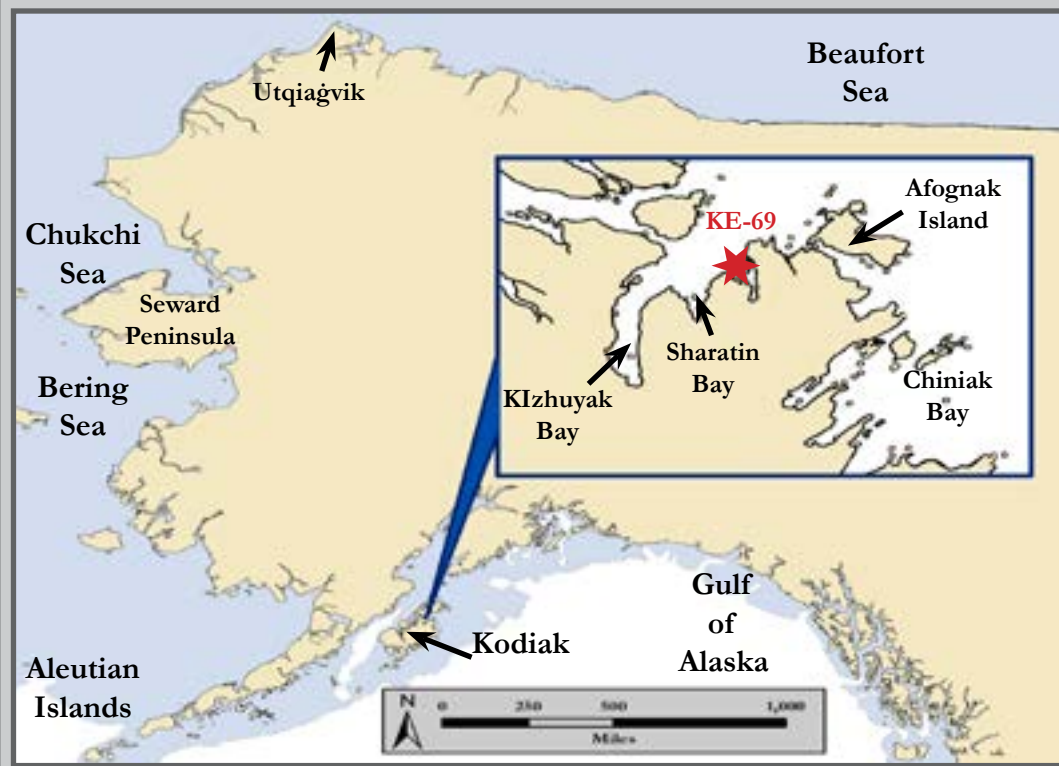 Utqiaġvik
Beaufort
Sea
Afognak
Island
KE-69
Chukchi
Sea
Seward
Peninsula
Sharatin
Bay
KIzhuyak
Bay
Chiniak
Bay
Bering
Sea
Gulf
of
Alaska
Kodiak
Aleutian
Islands
N
0 250 500 1,000
Miles